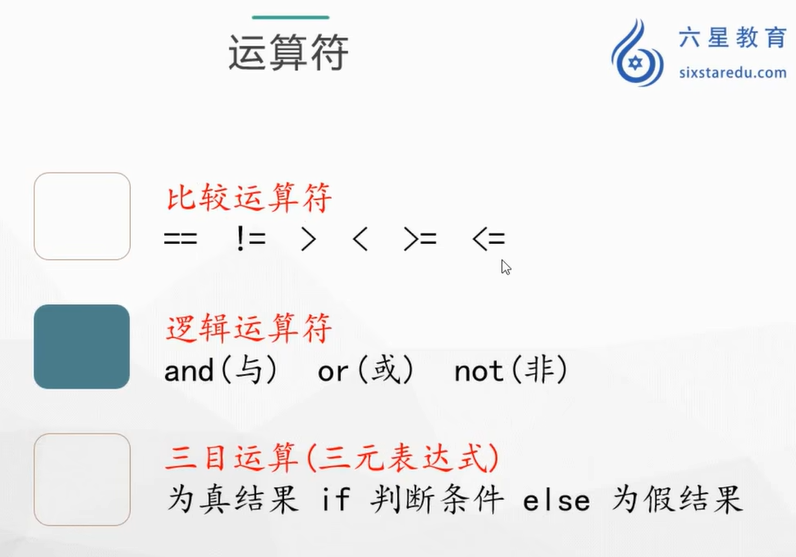 运算符
六星教育
sixstaredu.com
比较运算符
== != > < >= <=
逻辑运算符
and(与) or(或) not(非)
三目运算(三元表达式)
为真结果 if 判断条件 else 为假结果